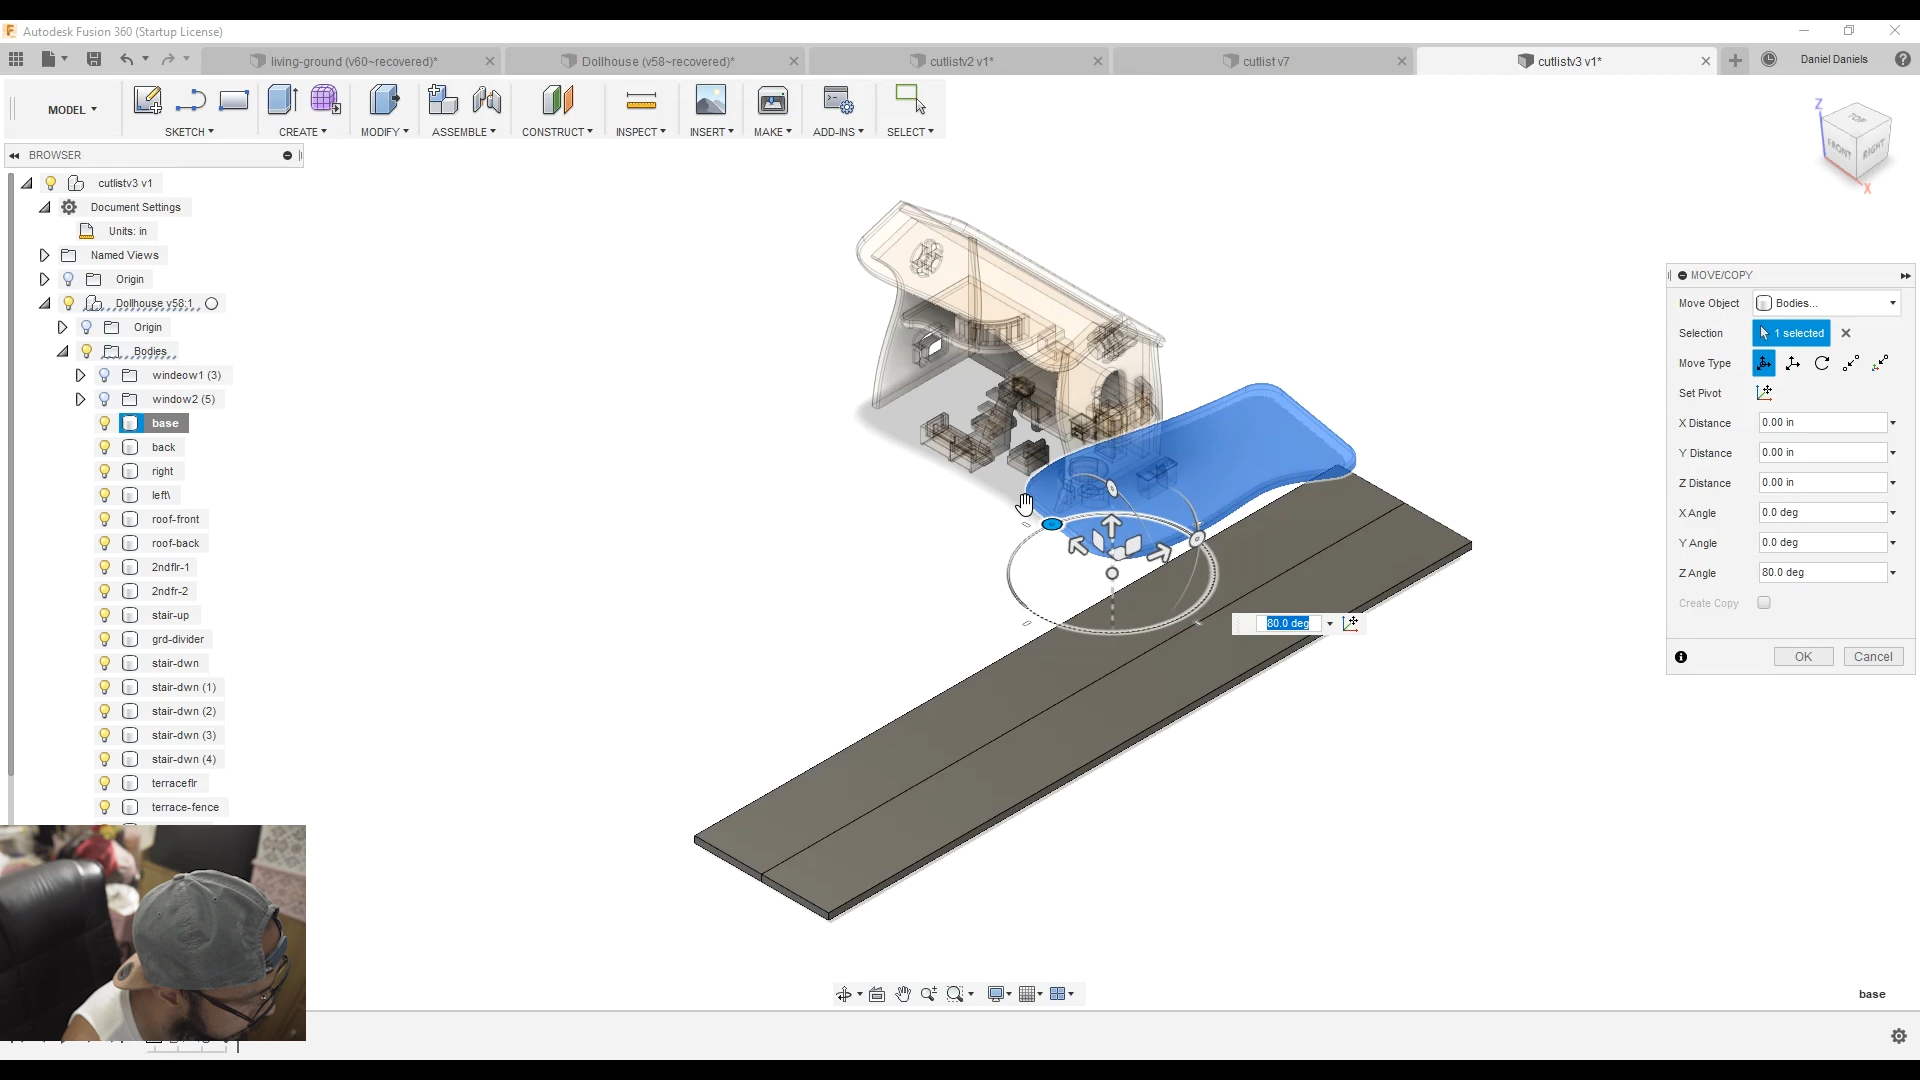 Autodesk Fusion 360 (Startup License)
living-ground (v60~recovered)*
Dollhouse (v58~recovered)*
cutlistv2 v1*
cutlist v7
cutlistv3 v1*
Daniel Daniels
MODEL
SKETCH
CREATE
MODIFY
ASSEMBLE
CONSTRUCT
INSPECT
INSERT
MAKE
ADD-INS
SELECT
BROWSER
cutlistv3 v1
Document Settings
Units: in
Named Views
Origin
Dollhouse v58:1
Origin
Bodies
windeow1 (3)
window2 (5)
base
back
right
left\
roof-front
roof-back
2ndflr-1
2ndfr-2
stair-up
grd-divider
stair-dwn
stair-dwn (1)
stair-dwn (2)
stair-dwn (3)
stair-dwn (4)
terraceflr
terrace-fence
Z
TOP
FRONT
RIGHT
X
MOVE/COPY
Move Object
Bodies...
Selection
1 selected
Move Type
Set Pivot
X Distance
0.00 in
Y Distance
0.00 in
Z Distance
0.00 in
X Angle
0.0 deg
Y Angle
0.0 deg
Z Angle
80.0 deg
Create Copy
OK
Cancel
80.0 deg
base